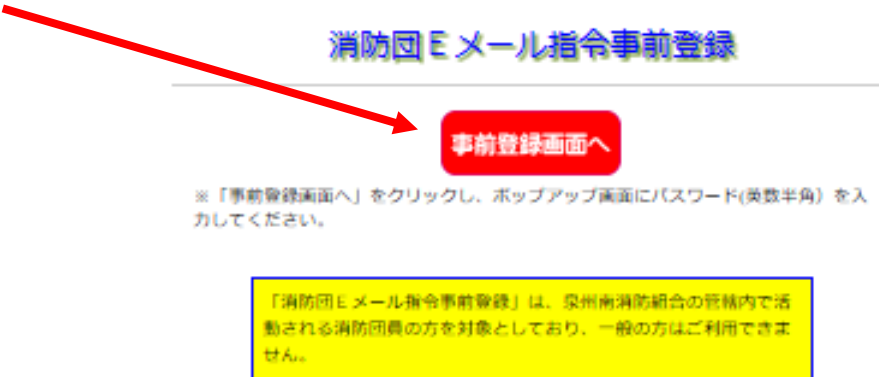 消防団Eメール指令事前登録
事前登録画面へ
※「事前登録画面へ」をクリックし、ポップアップ画面にパスワード(英数半角）を入
力してください。
「消防団Eメール指令事前登録」は、泉州南消防組合の管轄内で活
動される消防団員の方を対象としており、一般の方はご利用できま
せん。